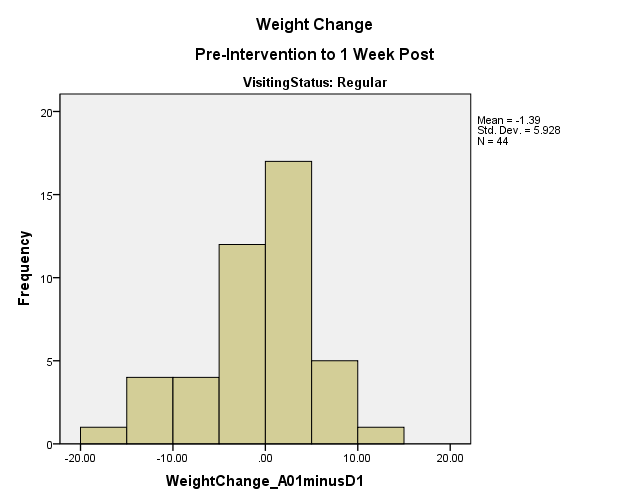 Weight Change
Pre-Intervention to 1 Week Post
VisitingStatus: Regular
Mean = -1.39
Std. Dev. = 5.928
N = 44
Frequency
20
15
10
5
0
-20.00 -10.00 .00 10.00 20.00
WeightChange_A01minusD1